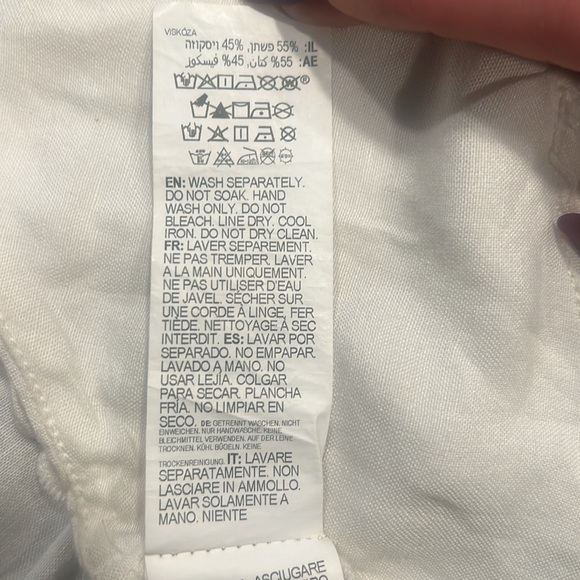 VISKÓZA
IL: 55% פשתן, 45% ויסקוזה
AE: 55% كتان, 45% فيسكوز
EN: WASH SEPARATELY.
DO NOT SOAK. HAND
WASH ONLY. DO NOT
BLEACH. LINE DRY. COOL
IRON. DO NOT DRY CLEAN.
FR: LAVER SEPAREMENT.
NE PAS TREMPER. LAVER
A LA MAIN UNIQUEMENT.
NE PAS UTILISER D'EAU
DE JAVEL. SÉCHER SUR
UNE CORDE À LINGE, FER
TIÈDE. NETTOYAGE À SEC
INTERDIT. ES: LAVAR POR
SEPARADO. NO EMPAPAR.
LAVADO A MANO. NO
USAR LEJÍA. COLGAR
PARA SECAR. PLANCHA
FRÍA. NO LIMPIAR EN
SECO. DE: GETRENNT WASCHEN. NICHT
EINWEICHEN. NUR HANDWÄSCHE. KEINE
BLEICHMITTEL VERWENDEN. AUF DER LEINE
TROCKNEN. KÜHL BÜGELN. KEINE
TROCKENREINIGUNG. IT: LAVARE
SEPARATAMENTE. NON
LASCIARE IN AMMOLLO.
LAVAR SOLAMENTE A
MANO. NIENTE
ASCIUGARE